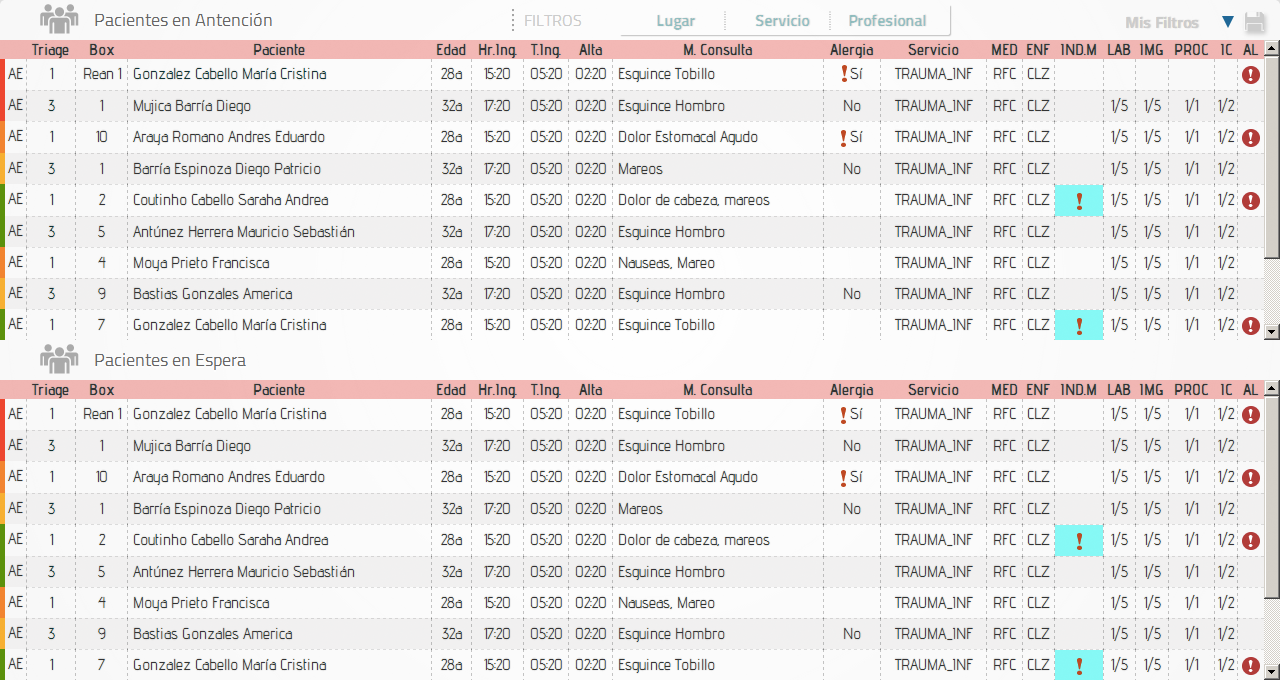 Pacientes en Antención FILTROS Lugar Servicio Profesional Mis Filtros
Triage Box Paciente Edad Hr.Ing. T.Ing. Alta M. Consulta Alergia Servicio MED ENF IND.M LAB IMG PROC IC AL
AE 1 Rean 1 Gonzalez Cabello María Cristina 28a 15:20 05:20 02:20 Esguince Tobillo Sí TRAUMA_INF RFC CLZ
AE 3 1 Mujica Barría Diego 32a 17:20 05:20 02:20 Esguince Hombro No TRAUMA_INF RFC CLZ 1/5 1/5 1/1 1/2
AE 1 10 Araya Romano Andres Eduardo 28a 15:20 05:20 02:20 Dolor Estomacal Agudo Sí TRAUMA_INF RFC CLZ 1/5 1/5 1/1 1/2
AE 3 1 Barría Espinoza Diego Patricio 32a 17:20 05:20 02:20 Mareos No TRAUMA_INF RFC CLZ 1/5 1/5 1/1 1/2
AE 1 2 Coutinho Cabello Saraha Andrea 28a 15:20 05:20 02:20 Dolor de cabeza, mareos TRAUMA_INF RFC CLZ 1/5 1/5 1/1 1/2
AE 3 5 Antúnez Herrera Mauricio Sebastián 32a 17:20 05:20 02:20 Esguince Hombro TRAUMA_INF RFC CLZ 1/5 1/5 1/1 1/2
AE 1 4 Moya Prieto Francisca 28a 15:20 05:20 02:20 Nauseas, Mareo TRAUMA_INF RFC CLZ 1/5 1/5 1/1 1/2
AE 3 9 Bastias Gonzales America 32a 17:20 05:20 02:20 Esguince Hombro No TRAUMA_INF RFC CLZ 1/5 1/5 1/1 1/2
AE 1 7 Gonzalez Cabello María Cristina 28a 15:20 05:20 02:20 Esguince Tobillo TRAUMA_INF RFC CLZ 1/5 1/5 1/1 1/2
Pacientes en Espera
Triage Box Paciente Edad Hr.Ing. T.Ing. Alta M. Consulta Alergia Servicio MED ENF IND.M LAB IMG PROC IC AL
AE 1 Rean 1 Gonzalez Cabello María Cristina 28a 15:20 05:20 02:20 Esguince Tobillo Sí TRAUMA_INF RFC CLZ 1/5 1/5 1/1 1/2
AE 3 1 Mujica Barría Diego 32a 17:20 05:20 02:20 Esguince Hombro No TRAUMA_INF RFC CLZ 1/5 1/5 1/1 1/2
AE 1 10 Araya Romano Andres Eduardo 28a 15:20 05:20 02:20 Dolor Estomacal Agudo Sí TRAUMA_INF RFC CLZ 1/5 1/5 1/1 1/2
AE 3 1 Barría Espinoza Diego Patricio 32a 17:20 05:20 02:20 Mareos No TRAUMA_INF RFC CLZ 1/5 1/5 1/1 1/2
AE 1 2 Coutinho Cabello Saraha Andrea 28a 15:20 05:20 02:20 Dolor de cabeza, mareos TRAUMA_INF RFC CLZ 1/5 1/5 1/1 1/2
AE 3 5 Antúnez Herrera Mauricio Sebastián 32a 17:20 05:20 02:20 Esguince Hombro TRAUMA_INF RFC CLZ 1/5 1/5 1/1 1/2
AE 1 4 Moya Prieto Francisca 28a 15:20 05:20 02:20 Nauseas, Mareo TRAUMA_INF RFC CLZ 1/5 1/5 1/1 1/2
AE 3 9 Bastias Gonzales America 32a 17:20 05:20 02:20 Esguince Hombro No TRAUMA_INF RFC CLZ 1/5 1/5 1/1 1/2
AE 1 7 Gonzalez Cabello María Cristina 28a 15:20 05:20 02:20 Esguince Tobillo TRAUMA_INF RFC CLZ 1/5 1/5 1/1 1/2